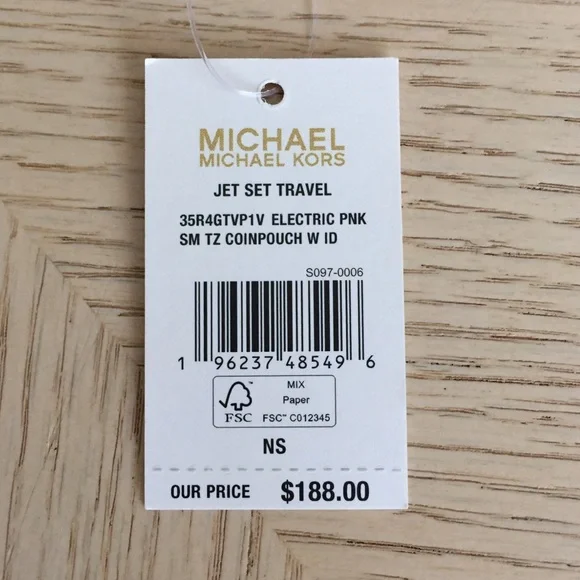 MICHAEL
MICHAEL KORS
JET SET TRAVEL
35R4GTVP1V ELECTRIC PNK
SM TZ COINPOUCH W ID
S097-0006
1 96237 48549 6
FSC
MIX
Paper
FSC™ C012345
NS
OUR PRICE $188.00